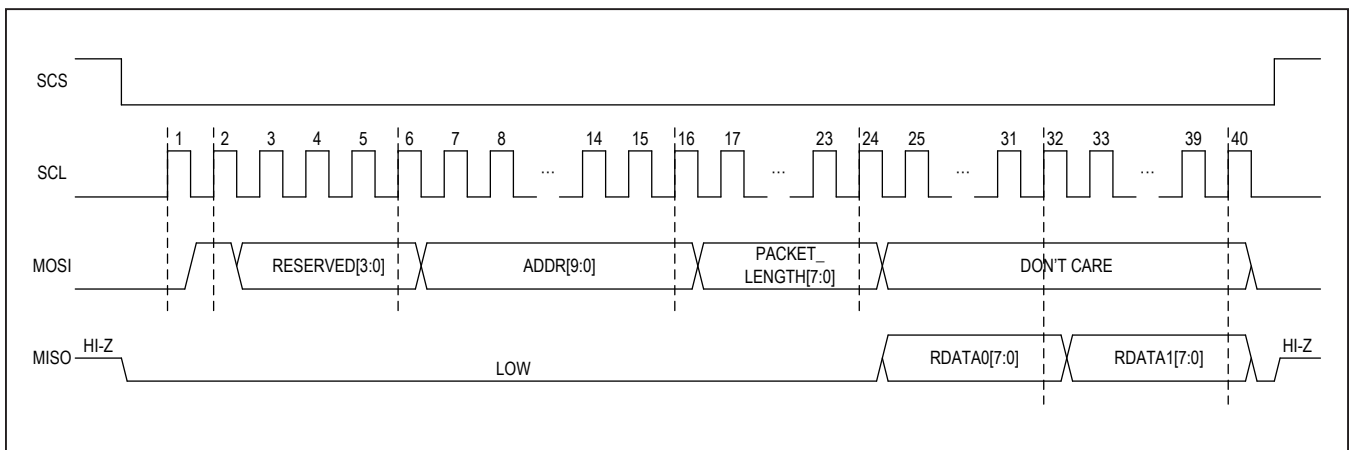 SCS
1 2 3 4 5 6 7 8 14 15 16 17 23 24 25 31 32 33 39 40
SCL ... ... ... ...
MOSI RESERVED[3:0] ADDR[9:0] PACKET_
LENGTH[7:0] DON'T CARE
MISO HI-Z LOW RDATA0[7:0] RDATA1[7:0] HI-Z